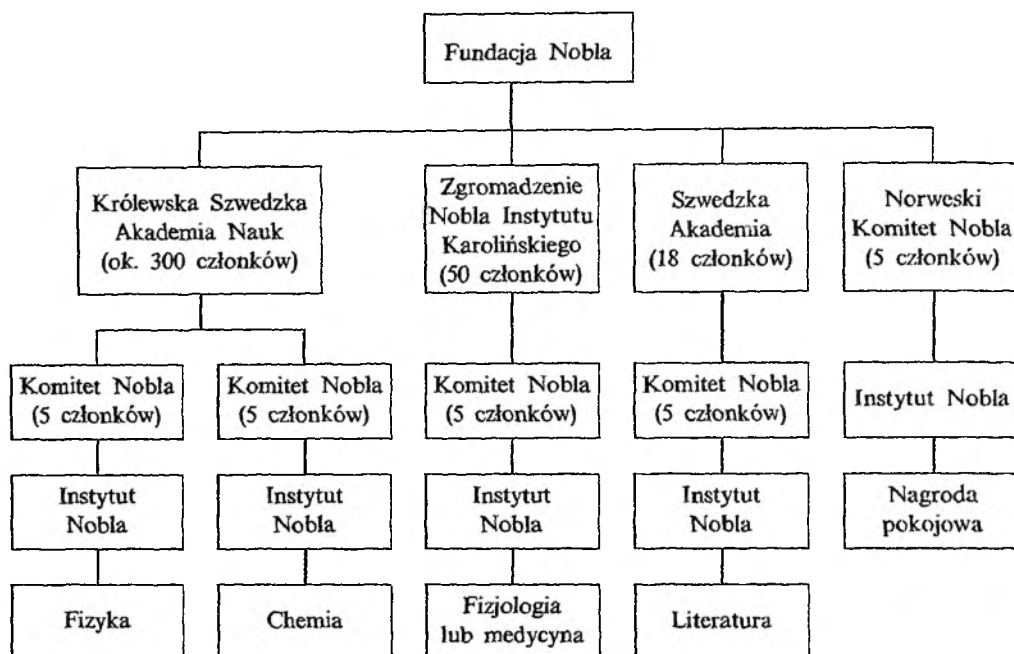 Fundacja Nobla
Królewska Szwedzka
Akademia Nauk
(ok. 300 członków)
Zgromadzenie
Nobla Instytutu
Karolińskiego
(50 członków)
Szwedzka
Akademia
(18 członków)
Norweski
Komitet Nobla
(5 członków)
Komitet Nobla
(5 członków)
Komitet Nobla
(5 członków)
Komitet Nobla
(5 członków)
Komitet Nobla
(5 członków)
Instytut Nobla
Instytut
Nobla
Instytut
Nobla
Instytut
Nobla
Instytut
Nobla
Nagroda
pokojowa
Fizyka
Chemia
Fizjologia
lub medycyna
Literatura